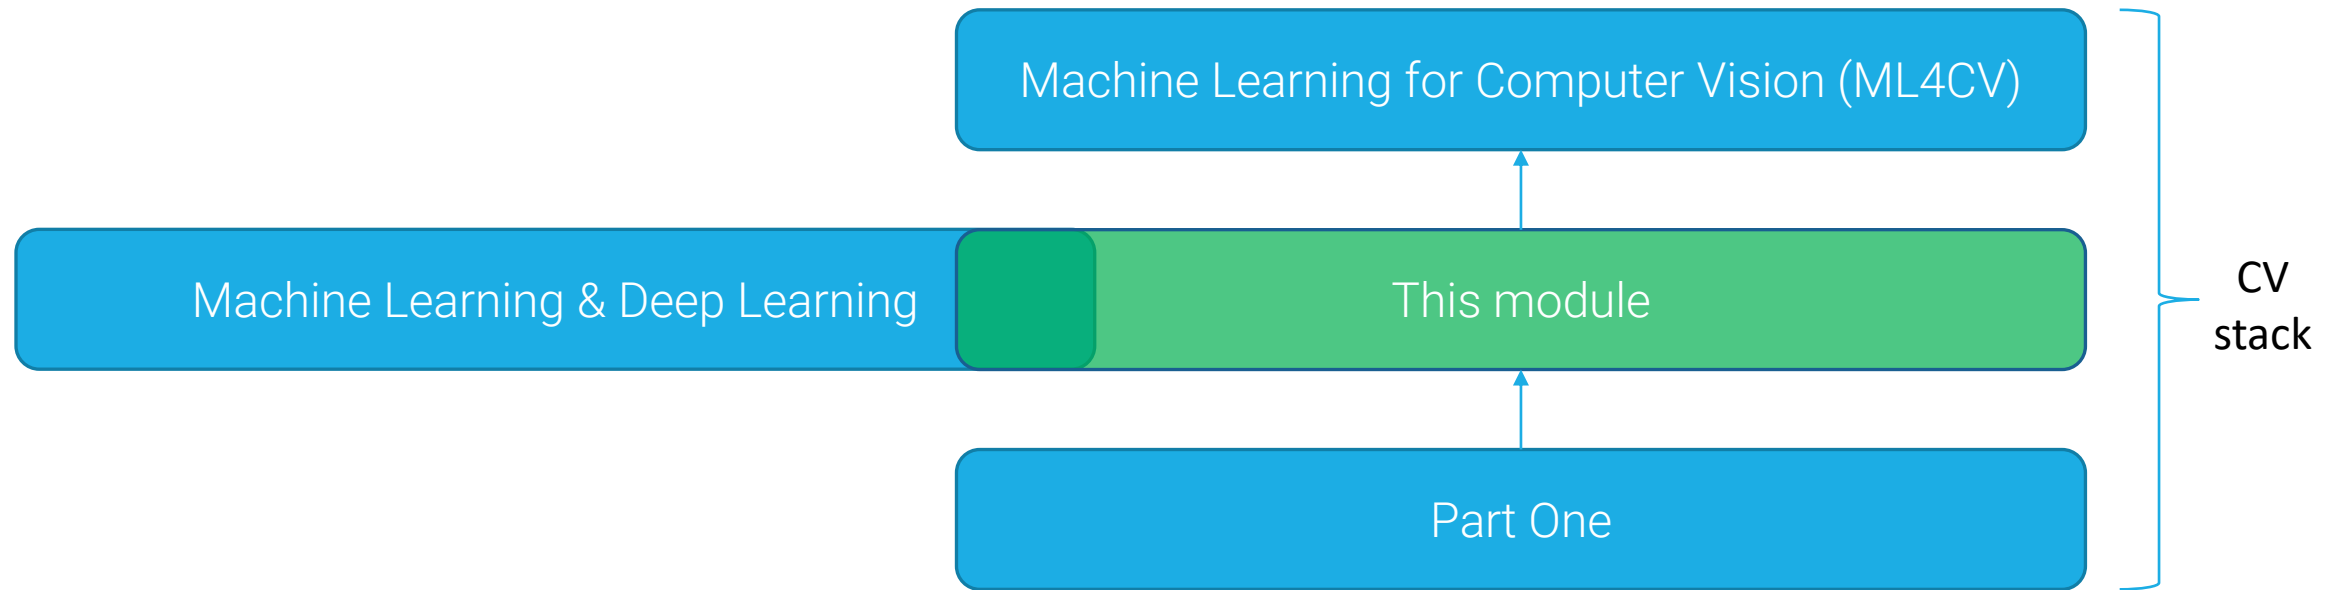 Machine Learning for Computer Vision (ML4CV)
Machine Learning & Deep Learning
This module
CV
stack
Part One